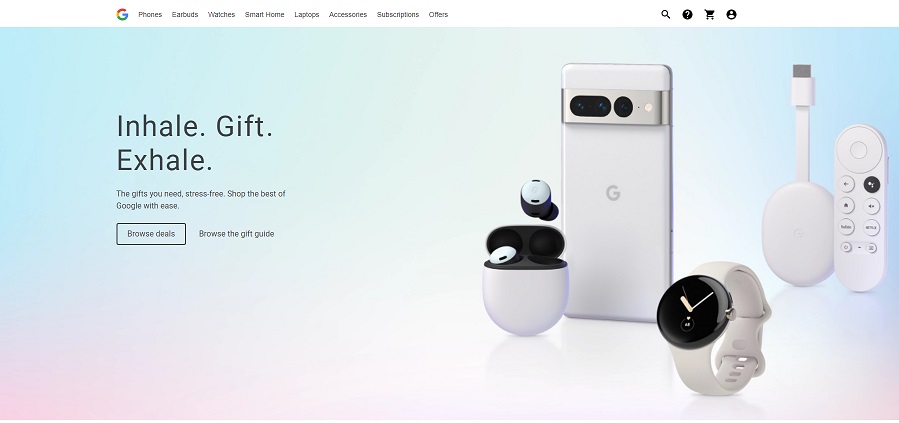 Phones Earbuds Watches Smart Home Laptops Accessories Subscriptions Offers
Inhale. Gift.
Exhale.
The gifts you need, stress-free. Shop the best of
Google with ease.
Browse deals Browse the gift guide